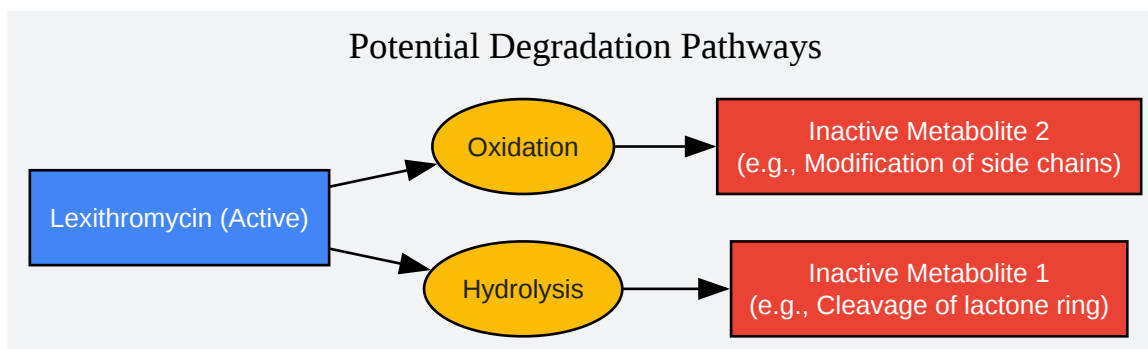 Potential Degradation Pathways
Lexithromycin (Active)
Oxidation
Inactive Metabolite 2
(e.g., Modification of side chains)
Hydrolysis
Inactive Metabolite 1
(e.g., Cleavage of lactone ring)